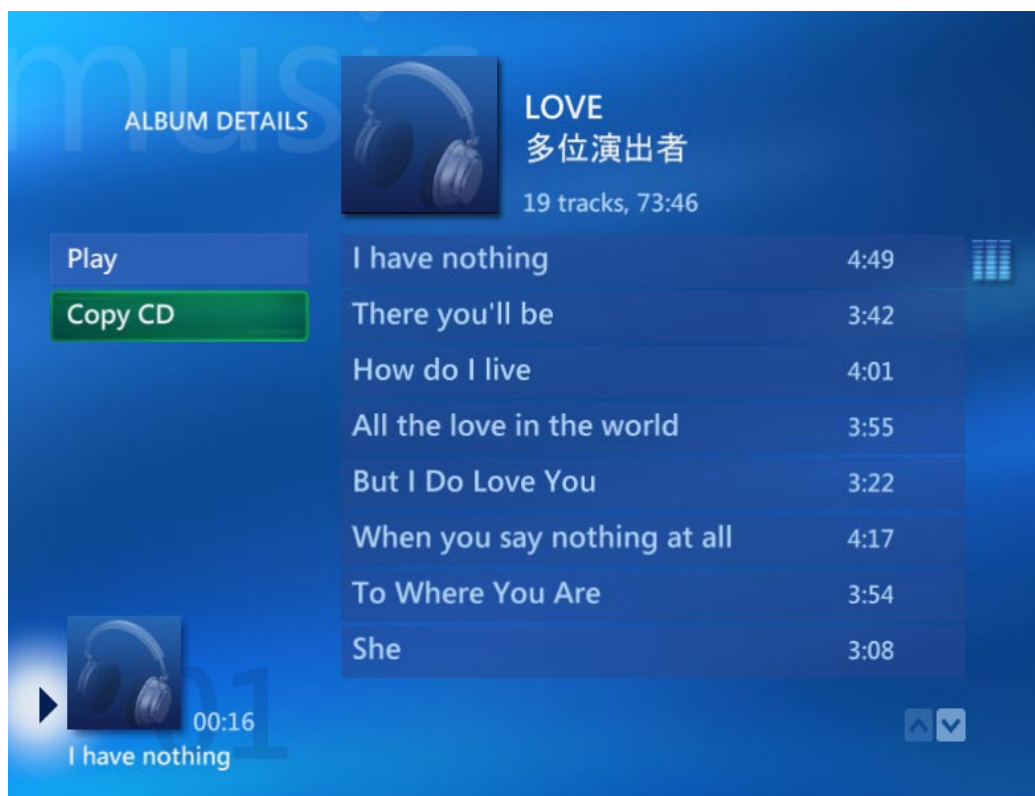 music
ALBUM DETAILS
LOVE
多位演出者
19 tracks, 73:46
Play
Copy CD
I have nothing 4:49
There you'll be 3:42
How do I live 4:01
All the love in the world 3:55
But I Do Love You 3:22
When you say nothing at all 4:17
To Where You Are 3:54
She 3:08
01
00:16
I have nothing